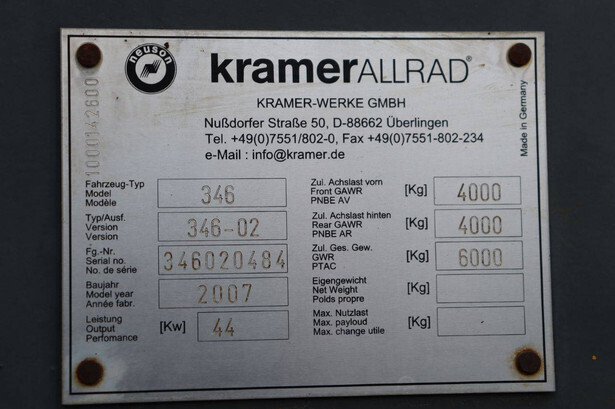 neuson
kramerALLRAD®
KRAMER-WERKE GMBH
Nußdorfer Straße 50, D-88662 Überlingen
Tel. +49(0)7551/802-0, Fax +49(0)7551-802-234
e-Mail : info@kramer.de
Made in Germany
Fahrzeug-Typ
Model
Modèle
346
Typ/Ausf.
Version
Version
346-02
Fg.-Nr.
Serial no.
No. de série
346020484
Baujahr
Model year
Année fabr.
2007
Leistung
Output
Perfomance
[Kw]
44
Zul. Achslast vorn
Front GAWR
PNBE AV
[Kg]
4000
Zul. Achslast hinten
Rear GAWR
PNBE AR
[Kg]
4000
Zul. Ges. Gew.
GWR
PTAC
[Kg]
6000
Eigengewicht
Net Weight
Polds propre
[Kg]
Max. Nutzlast
Max. payloud
Max. change utile
[Kg]